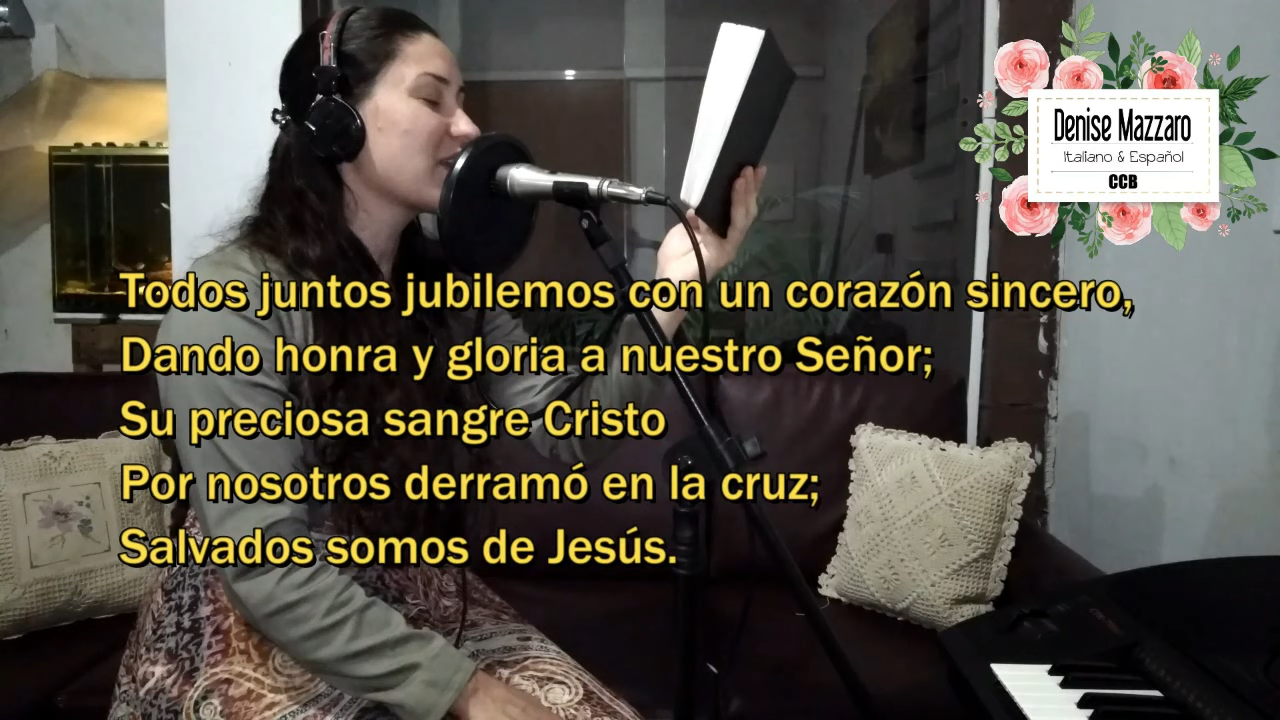 Denise Mazzaro
Italiano & Español
CCB
Todos juntos jubilemos con un corazón sincero,
Dando honra y gloria a nuestro Señor;
Su preciosa sangre Cristo
Por nosotros derramó en la cruz;
Salvados somos de Jesús.